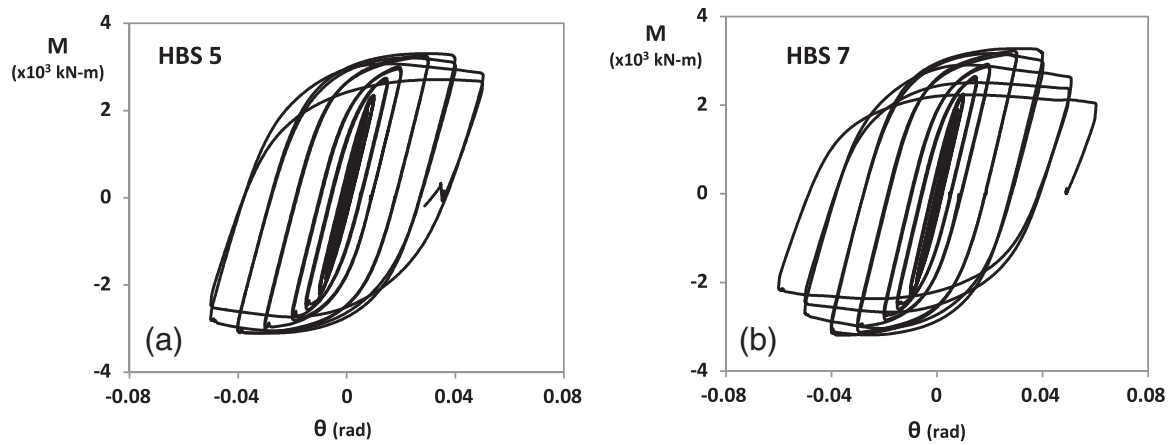 4
M
(x10³ kN-m)
HBS 5
2
0
-2
(a)
-4
-0.08 -0.04 0 0.04 0.08
θ (rad)
4
M
(x10³ kN-m)
HBS 7
2
0
-2
(b)
-4
-0.08 -0.04 0 0.04 0.08
θ (rad)